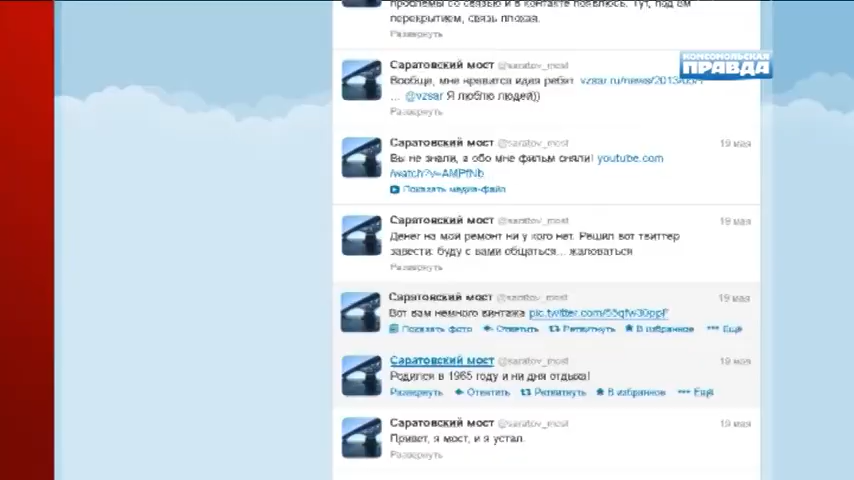 проблемы со связью и в контакте появлюсь. Тут, под ом
перекрытием, связь плохая.
Развернуть
КОМСОМОЛЬСКАЯ
ПРАВДА
Саратовский мост @saratov_most
Вообще, мне нравится идея ребят
... @vzsar Я люблю людей))
Развернуть
Саратовский мост @saratov_most 19 мая
Вы не знали, а обо мне фильм сняли! youtube.com
/watch?v=AMPfNb
Показать медиа-файл
Саратовский мост @saratov_most 19 мая
Денег на мой ремонт ни у кого нет. Решил вот твиттер
завести: буду с вами общаться... жаловаться
Развернуть
Саратовский мост @saratov_most 19 мая
Вот вам немного винтажа
Показать фото Ответить Ретвитнуть В избранное Ещё
Саратовский мост @saratov_most 19 мая
Родился в 1965 году и ни дня отдыха!
Развернуть Ответить Ретвитнуть В избранное Ещё
Саратовский мост @saratov_most 19 мая
Привет, я мост, и я устал.
Развернуть